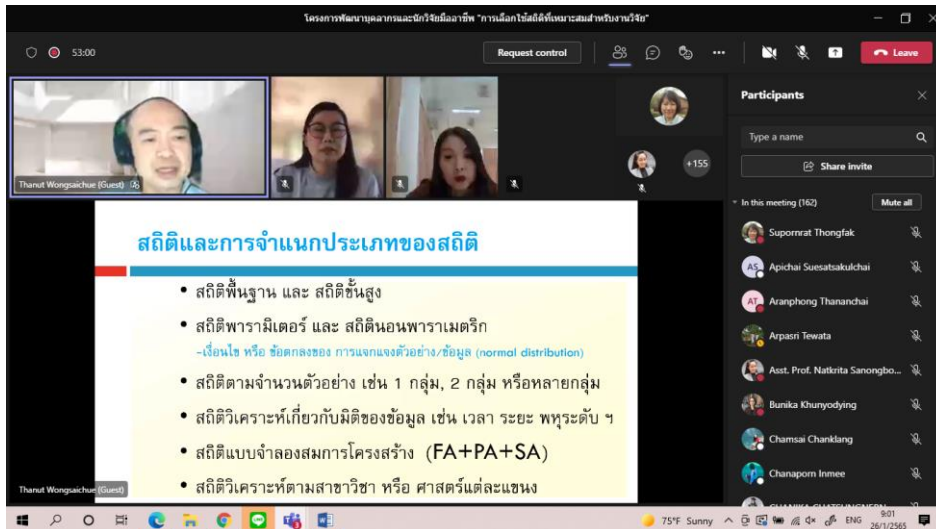 โครงการพัฒนาบุคลากรและนักวิจัยมืออาชีพ "การเลือกใช้สถิติที่เหมาะสมสำหรับงานวิจัย"
53:00
Request control
Leave
Thanut Wongsaichue (Guest)
+155
Participants
Type a name
Share invite
In this meeting (162)
Mute all
Supornrat Thongfak
AS
Apichai Suesatsakulchai
AT
Aranphong Thananchai
Arpasri Tewata
Asst. Prof. Natkrita Sanongbo...
Bunika Khunyodying
Chamsai Chanklang
Chanaporn Inmee
สถิติและการจำแนกประเภทของสถิติ
• สถิติพื้นฐาน และ สถิติชั้นสูง
• สถิติพารามิเตอร์ และ สถิตินอนพาราเมตริก
-เงื่อนไข หรือ ข้อตกลงของ การแจกแจงตัวอย่าง/ข้อมูล (normal distribution)
• สถิติตามจำนวนตัวอย่าง เช่น 1 กลุ่ม, 2 กลุ่ม หรือหลายกลุ่ม
• สถิติวิเคราะห์เกี่ยวกับมิติของข้อมูล เช่น เวลา ระยะ พหุระดับ ฯ
• สถิติแบบจำลองสมการโครงสร้าง (FA+PA+SA)
• สถิติวิเคราะห์ตามสาขาวิชา หรือ ศาสตร์แต่ละแขนง
Thanut Wongsaichue (Guest)
75°F Sunny
ENG
9:01
26/1/2565